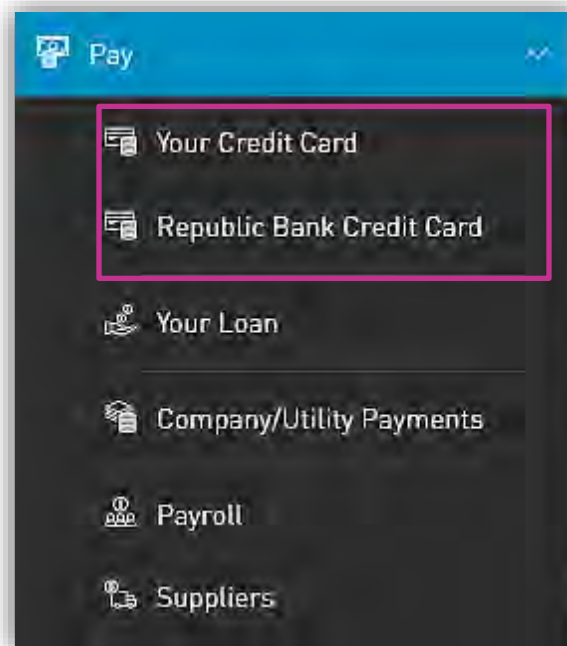 Pay
Your Credit Card
Republic Bank Credit Card
Your Loan
Company/Utility Payments
Payroll
Suppliers